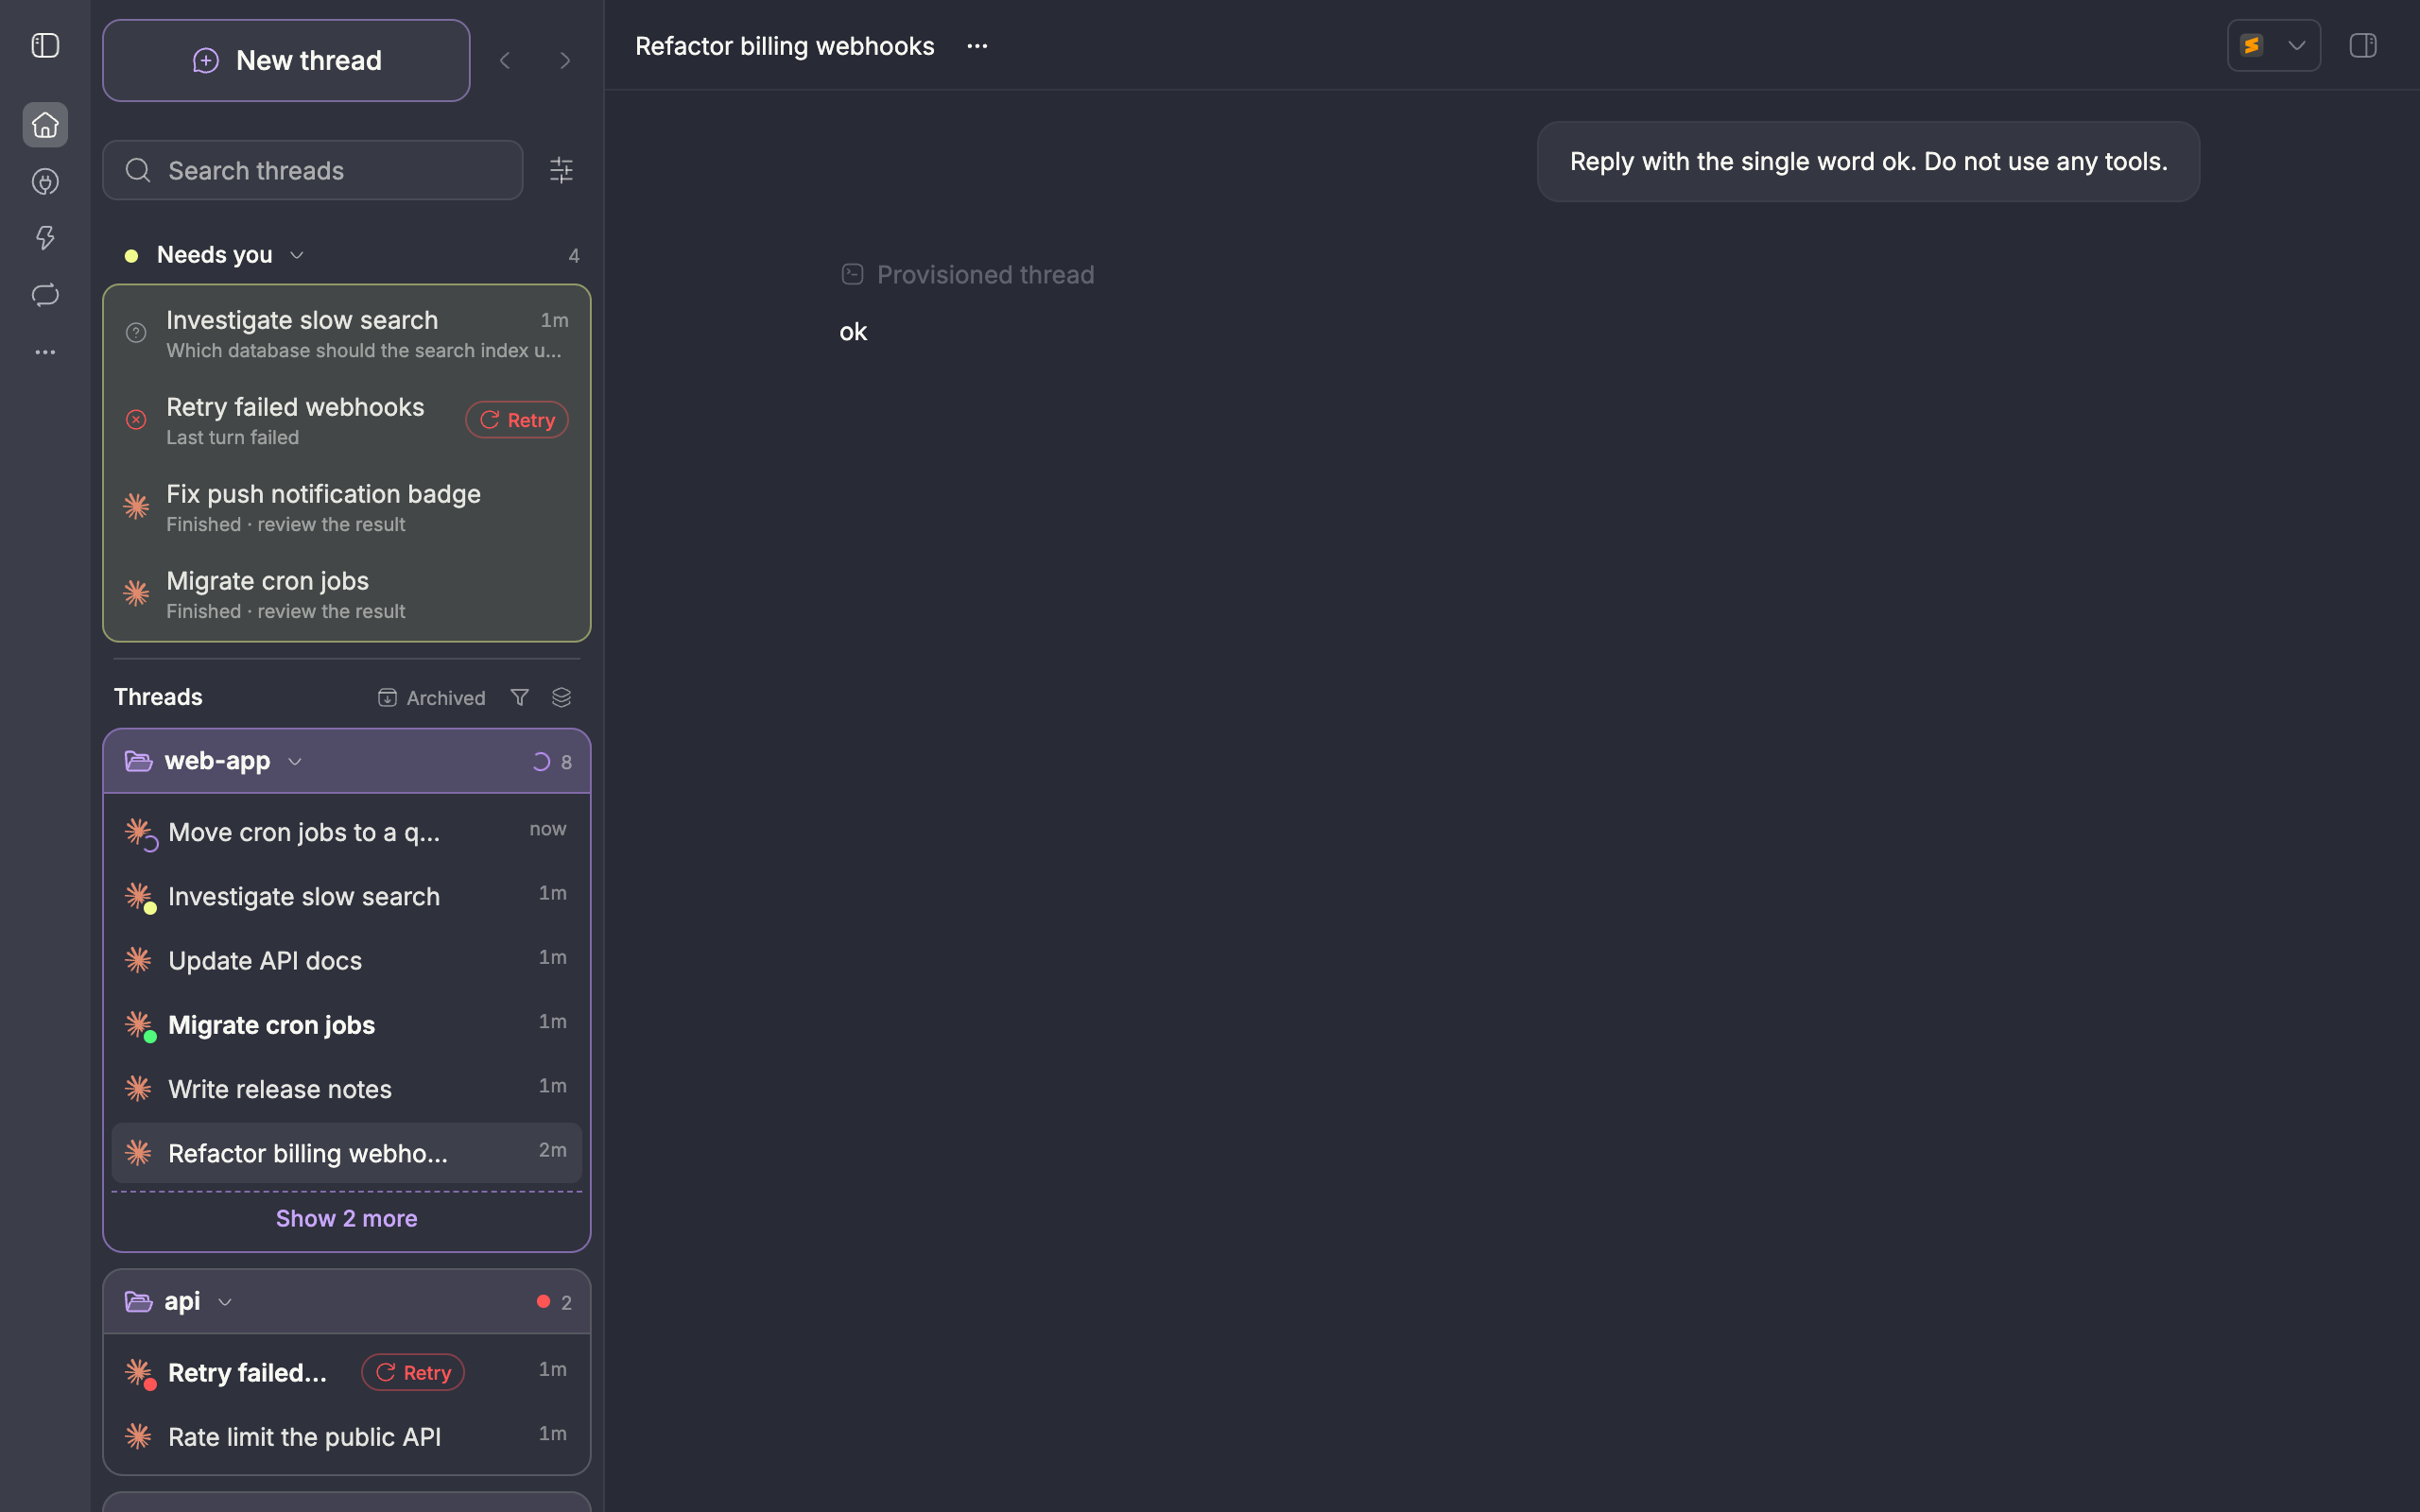 New thread
Search threads
Needs you
4
Investigate slow search
1m
Which database should the search index u...
Retry failed webhooks
Last turn failed
Retry
Fix push notification badge
Finished · review the result
Migrate cron jobs
Finished · review the result
Threads
Archived
web-app
8
Move cron jobs to a q...
now
Investigate slow search
1m
Update API docs
1m
Migrate cron jobs
1m
Write release notes
1m
Refactor billing webho...
2m
Show 2 more
api
2
Retry failed...
Retry
1m
Rate limit the public API
1m
Refactor billing webhooks
Reply with the single word ok. Do not use any tools.
Provisioned thread
ok